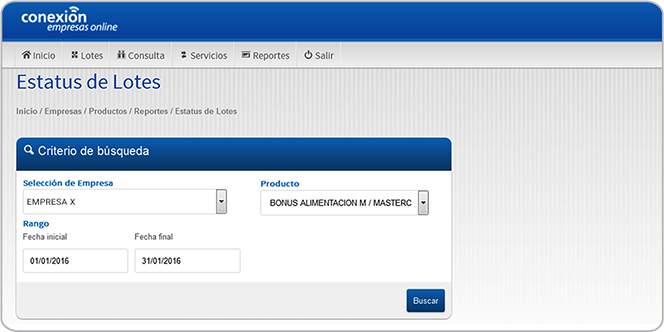 conexión
empresas online
Inicio Lotes Consulta Servicios Reportes Salir
Estatus de Lotes
Inicio / Empresas / Productos / Reportes / Estatus de Lotes
Criterio de búsqueda
Selección de Empresa Producto
EMPRESA X BONUS ALIMENTACION M / MASTERC
Rango
Fecha inicial Fecha final
01/01/2016 31/01/2016
Buscar